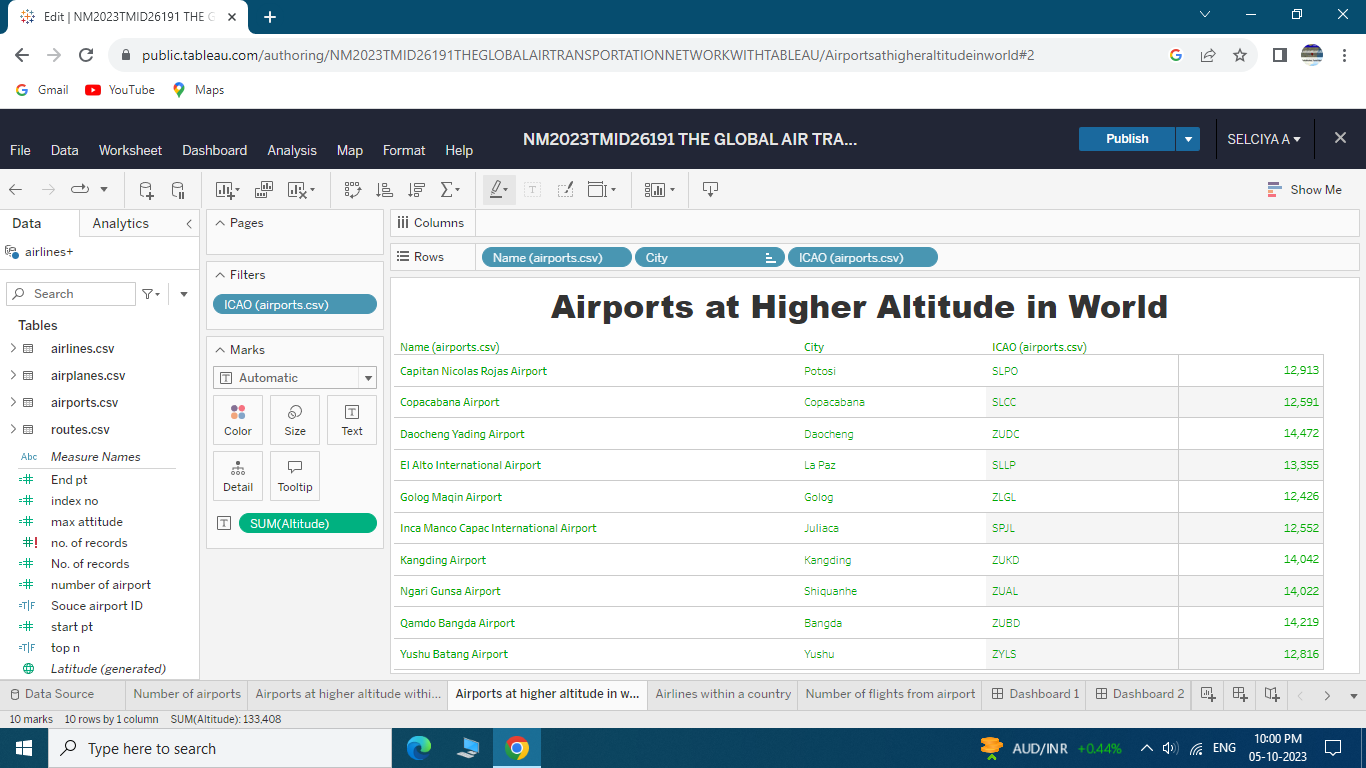 Edit | NM2023TMID26191 THE G
public.tableau.com/authoring/NM2023TMID26191THEGLOBALAIRTRANSPORTATIONNETWORKWITHTABLEAU/Airportsathigheraltitudeinworld#2
Gmail YouTube Maps
NM2023TMID26191 THE GLOBAL AIR TRA... Publish SELCIYA A
File Data Worksheet Dashboard Analysis Map Format Help
Show Me
Data Analytics Pages Columns
airlines+ Rows Name (airports.csv) City ICAO (airports.csv)
Filters
Search ICAO (airports.csv)
Airports at Higher Altitude in World
Tables
Marks
Automatic
Color Size Text
Detail Tooltip
SUM(Altitude)
airlines.csv
airplanes.csv
airports.csv
routes.csv
Abc Measure Names
End pt
index no
max attitude
no. of records
No. of records
number of airport
T|F Souce airport ID
start pt
T|F top n
Latitude (generated)
Name (airports.csv) City ICAO (airports.csv)
Capitan Nicolas Rojas Airport Potosi SLPO 12,913
Copacabana Airport Copacabana SLCC 12,591
Daocheng Yading Airport Daocheng ZUDC 14,472
El Alto International Airport La Paz SLLP 13,355
Golog Maqin Airport Golog ZLGL 12,426
Inca Manco Capac International Airport Juliaca SPJL 12,552
Kangding Airport Kangding ZUKD 14,042
Ngari Gunsa Airport Shiquanhe ZUAL 14,022
Qamdo Bangda Airport Bangda ZUBD 14,219
Yushu Batang Airport Yushu ZYLS 12,816
Data Source Number of airports Airports at higher altitude withi... Airports at higher altitude in w... Airlines within a country Number of flights from airport Dashboard 1 Dashboard 2
10 marks 10 rows by 1 column SUM(Altitude): 133,408
Type here to search AUD/INR +0.44% ENG 10:00 PM
05-10-2023